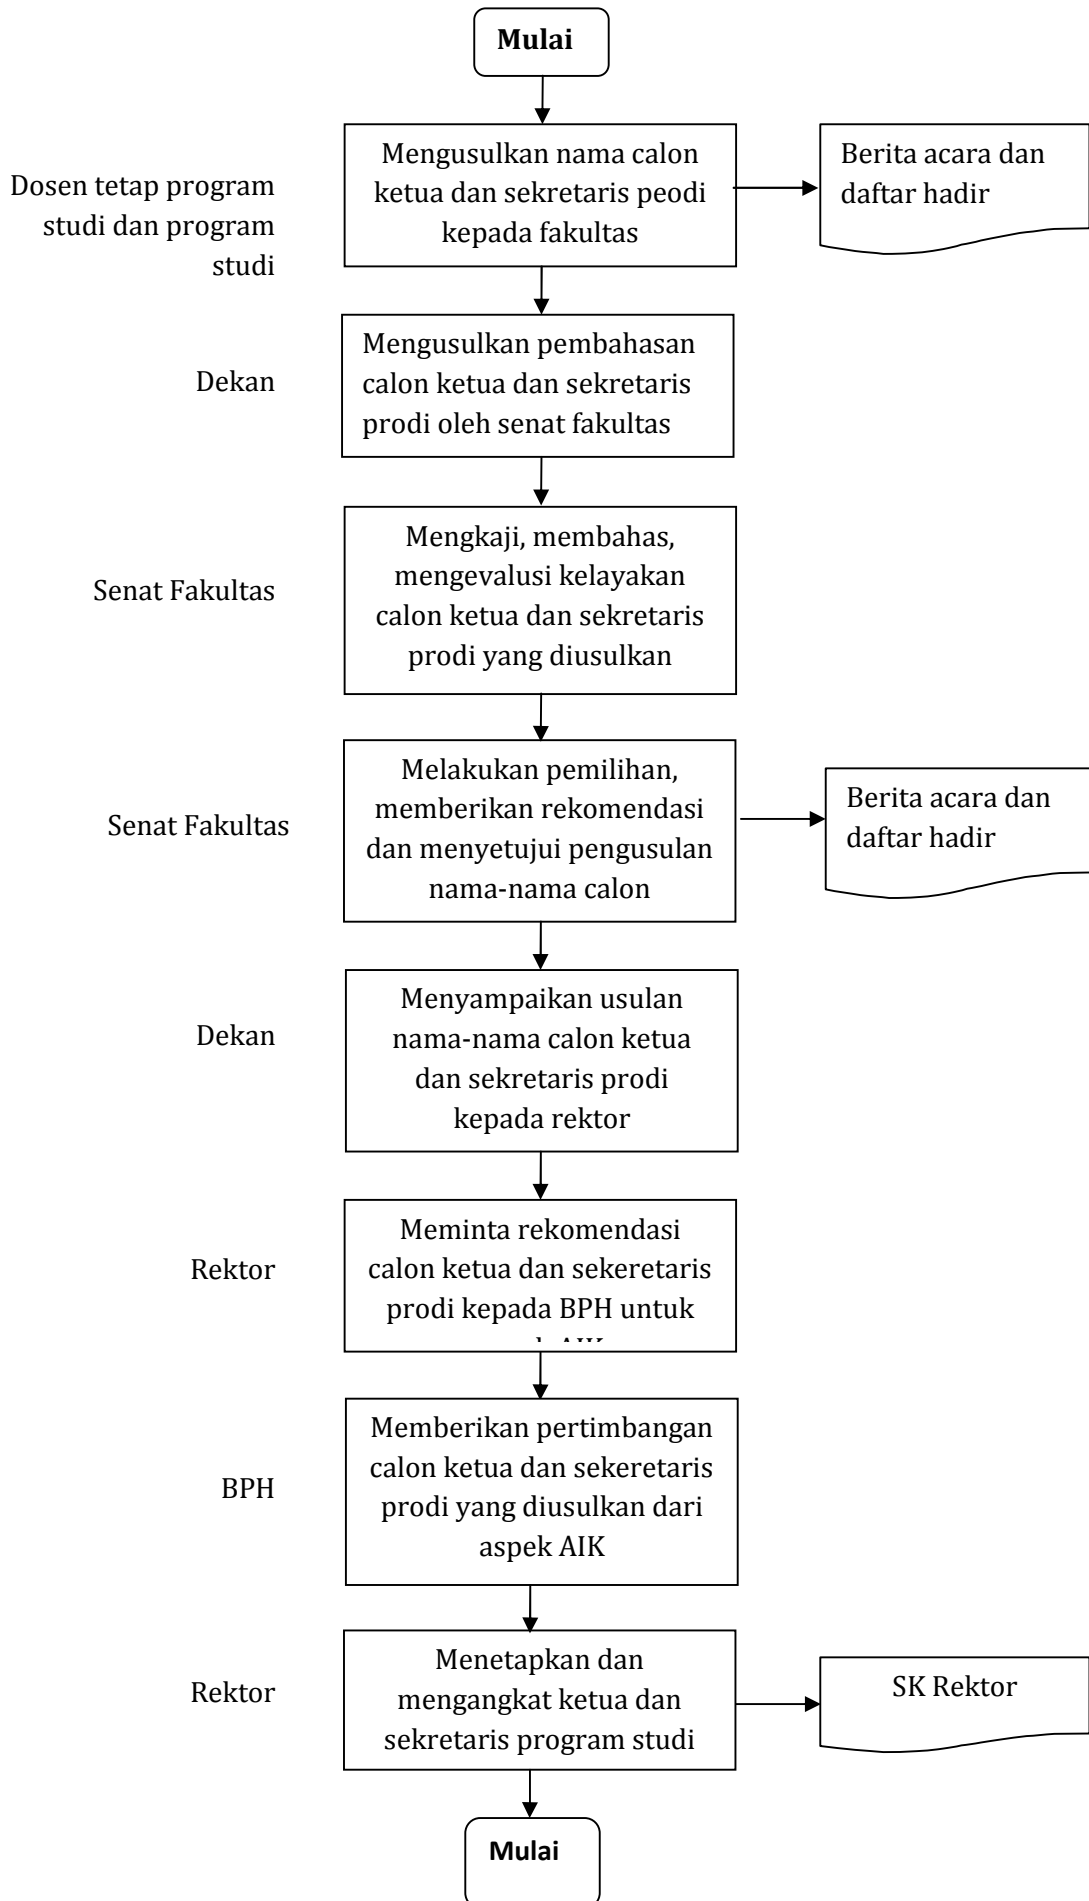 Mulai
Dosen tetap program
studi dan program
studi
Mengusulkan nama calon
ketua dan sekretaris peodi
kepada fakultas
Berita acara dan
daftar hadir
Dekan
Mengusulkan pembahasan
calon ketua dan sekretaris
prodi oleh senat fakultas
Senat Fakultas
Mengkaji, membahas,
mengevalusi kelayakan
calon ketua dan sekretaris
prodi yang diusulkan
Senat Fakultas
Melakukan pemilihan,
memberikan rekomendasi
dan menyetujui pengusulan
nama-nama calon
Berita acara dan
daftar hadir
Dekan
Menyampaikan usulan
nama-nama calon ketua
dan sekretaris prodi
kepada rektor
Rektor
Meminta rekomendasi
calon ketua dan sekeretaris
prodi kepada BPH untuk
AIK
BPH
Memberikan pertimbangan
calon ketua dan sekeretaris
prodi yang diusulkan dari
aspek AIK
Rektor
Menetapkan dan
mengangkat ketua dan
sekretaris program studi
SK Rektor
Mulai